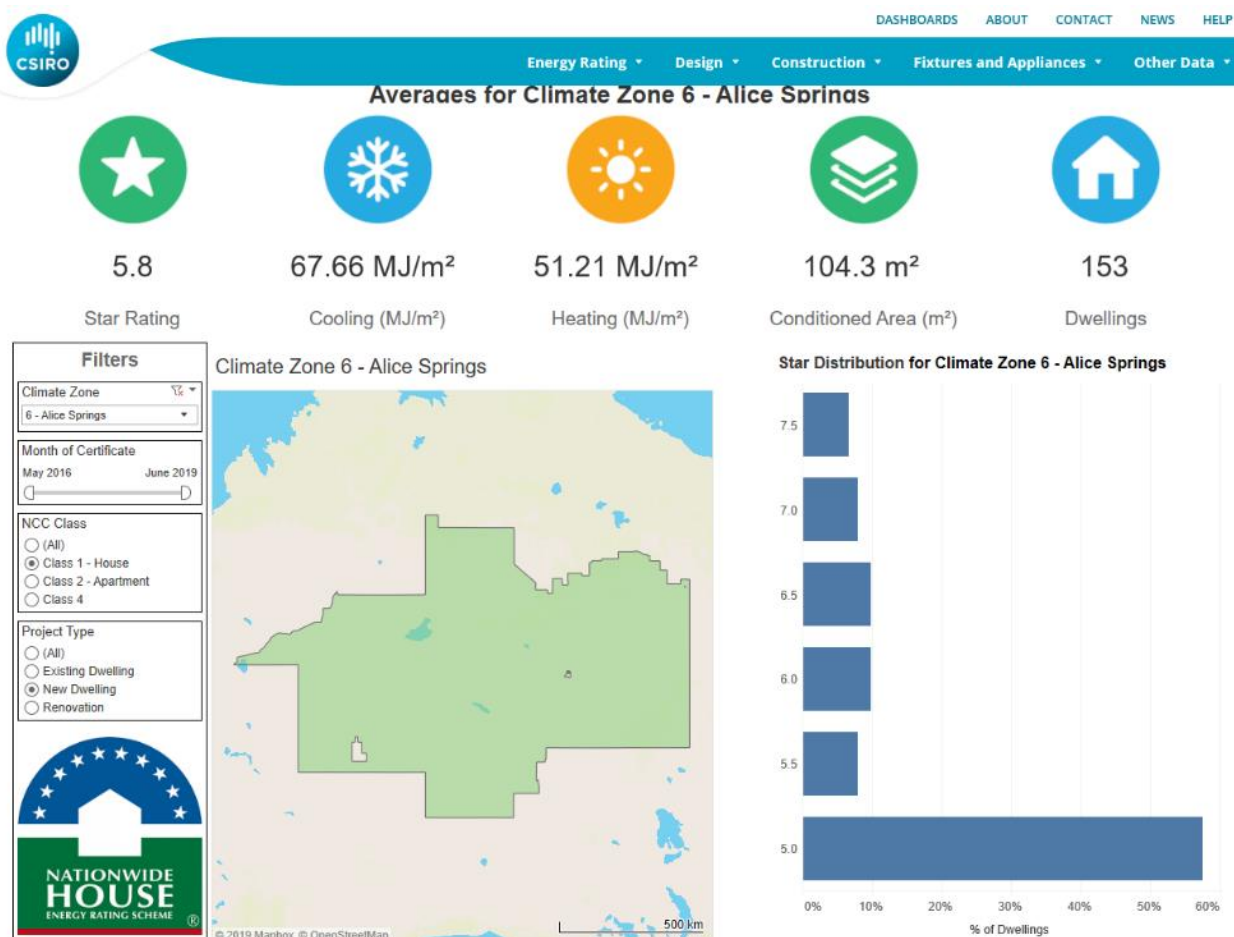 DASHBOARDS ABOUT CONTACT NEWS HELP
CSIRO
Energy Rating Design Construction Fixtures and Appliances Other Data
Averages for Climate Zone 6 - Alice Springs
5.8 67.66 MJ/m² 51.21 MJ/m² 104.3 m² 153
Star Rating Cooling (MJ/m²) Heating (MJ/m²) Conditioned Area (m²) Dwellings
Filters
Climate Zone
6 - Alice Springs
Month of Certificate
May 2016 June 2019
NCC Class
(All)
Class 1 - House
Class 2 - Apartment
Class 4
Project Type
(All)
Existing Dwelling
New Dwelling
Renovation
NATIONWIDE
HOUSE
ENERGY RATING SCHEME ®
Climate Zone 6 - Alice Springs
500 km
© 2019 Mapbox © OpenStreetMap
Star Distribution for Climate Zone 6 - Alice Springs
7.5
7.0
6.5
6.0
5.5
5.0
0% 10% 20% 30% 40% 50% 60%
% of Dwellings